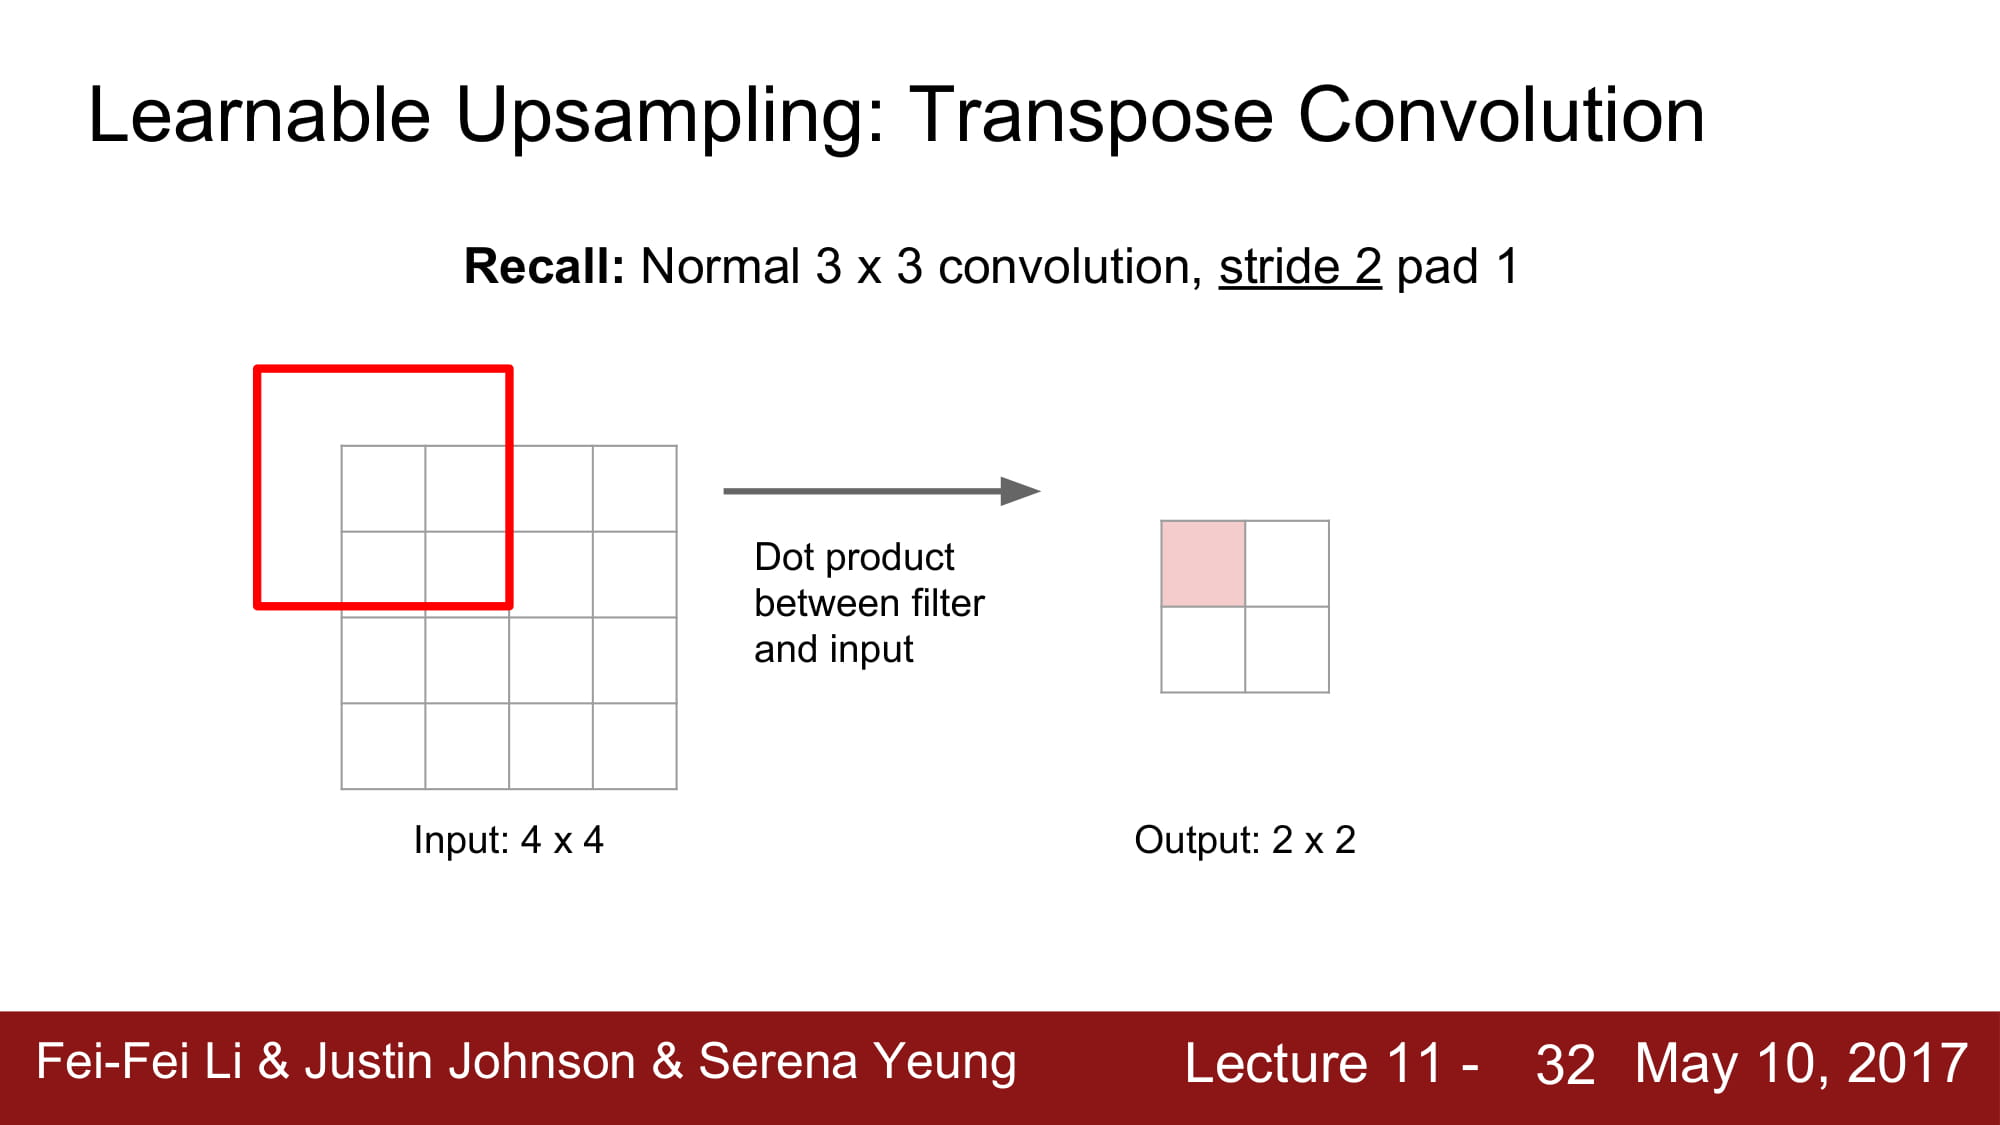 Learnable Upsampling: Transpose Convolution
Recall: Normal 3 x 3 convolution, stride 2 pad 1
Dot product
between filter
and input
Input: 4 x 4
Output: 2 x 2
Fei-Fei Li & Justin Johnson & Serena Yeung
Lecture 11 - 32 May 10, 2017